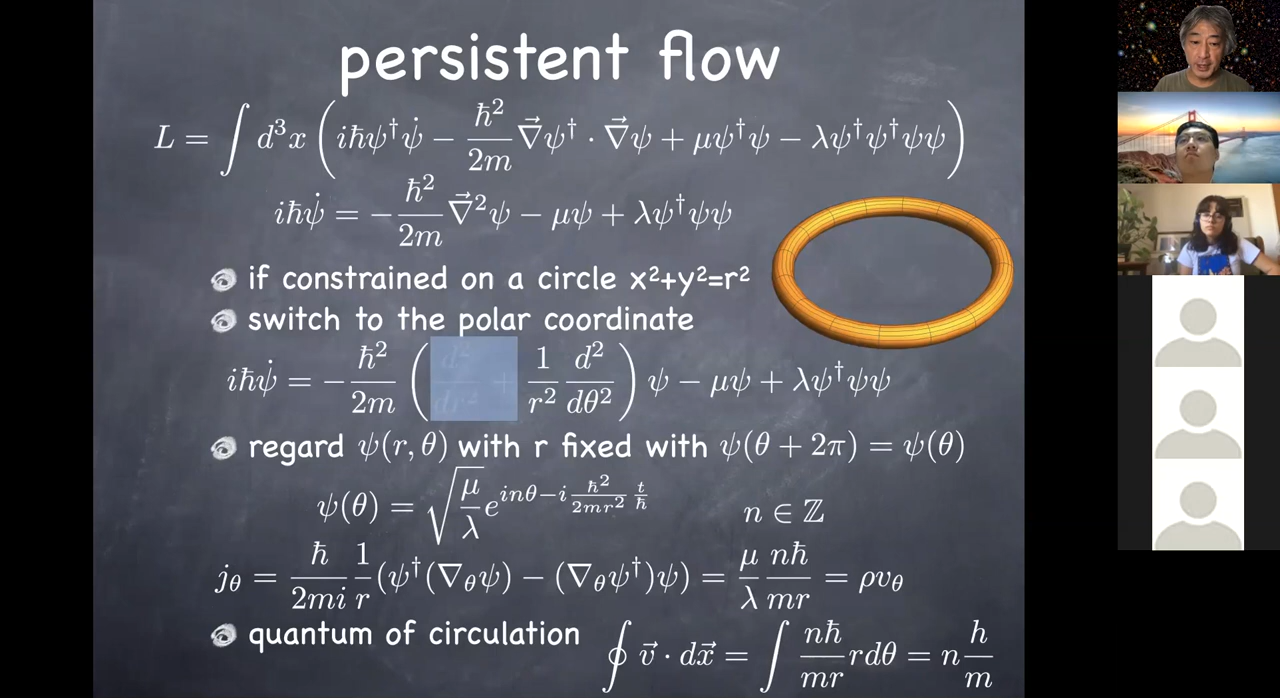 persistent flow
L = ∫ d³x ( iħψ†ψ̇ − ħ²/2m ∇⃗ψ† · ∇⃗ψ + μψ†ψ − λψ†ψ†ψψ )
iħψ̇ = − ħ²/2m ∇⃗²ψ − μψ + λψ†ψψ
if constrained on a circle x²+y²=r²
switch to the polar coordinate
iħψ̇ = − ħ²/2m ( d²/dr² + 1/r² d²/dθ² ) ψ − μψ + λψ†ψψ
regard ψ(r, θ) with r fixed with ψ(θ + 2π) = ψ(θ)
ψ(θ) = √(μ/λ) e^{inθ−i ħ²/2mr² t/ħ} n ∈ ℤ
j_θ = ħ/2mi 1/r (ψ†(∇_θψ) − (∇_θψ†)ψ) = μ/λ nħ/mr = ρv_θ
quantum of circulation ∮ v⃗ · dx⃗ = ∫ nħ/mr rdθ = n h/m